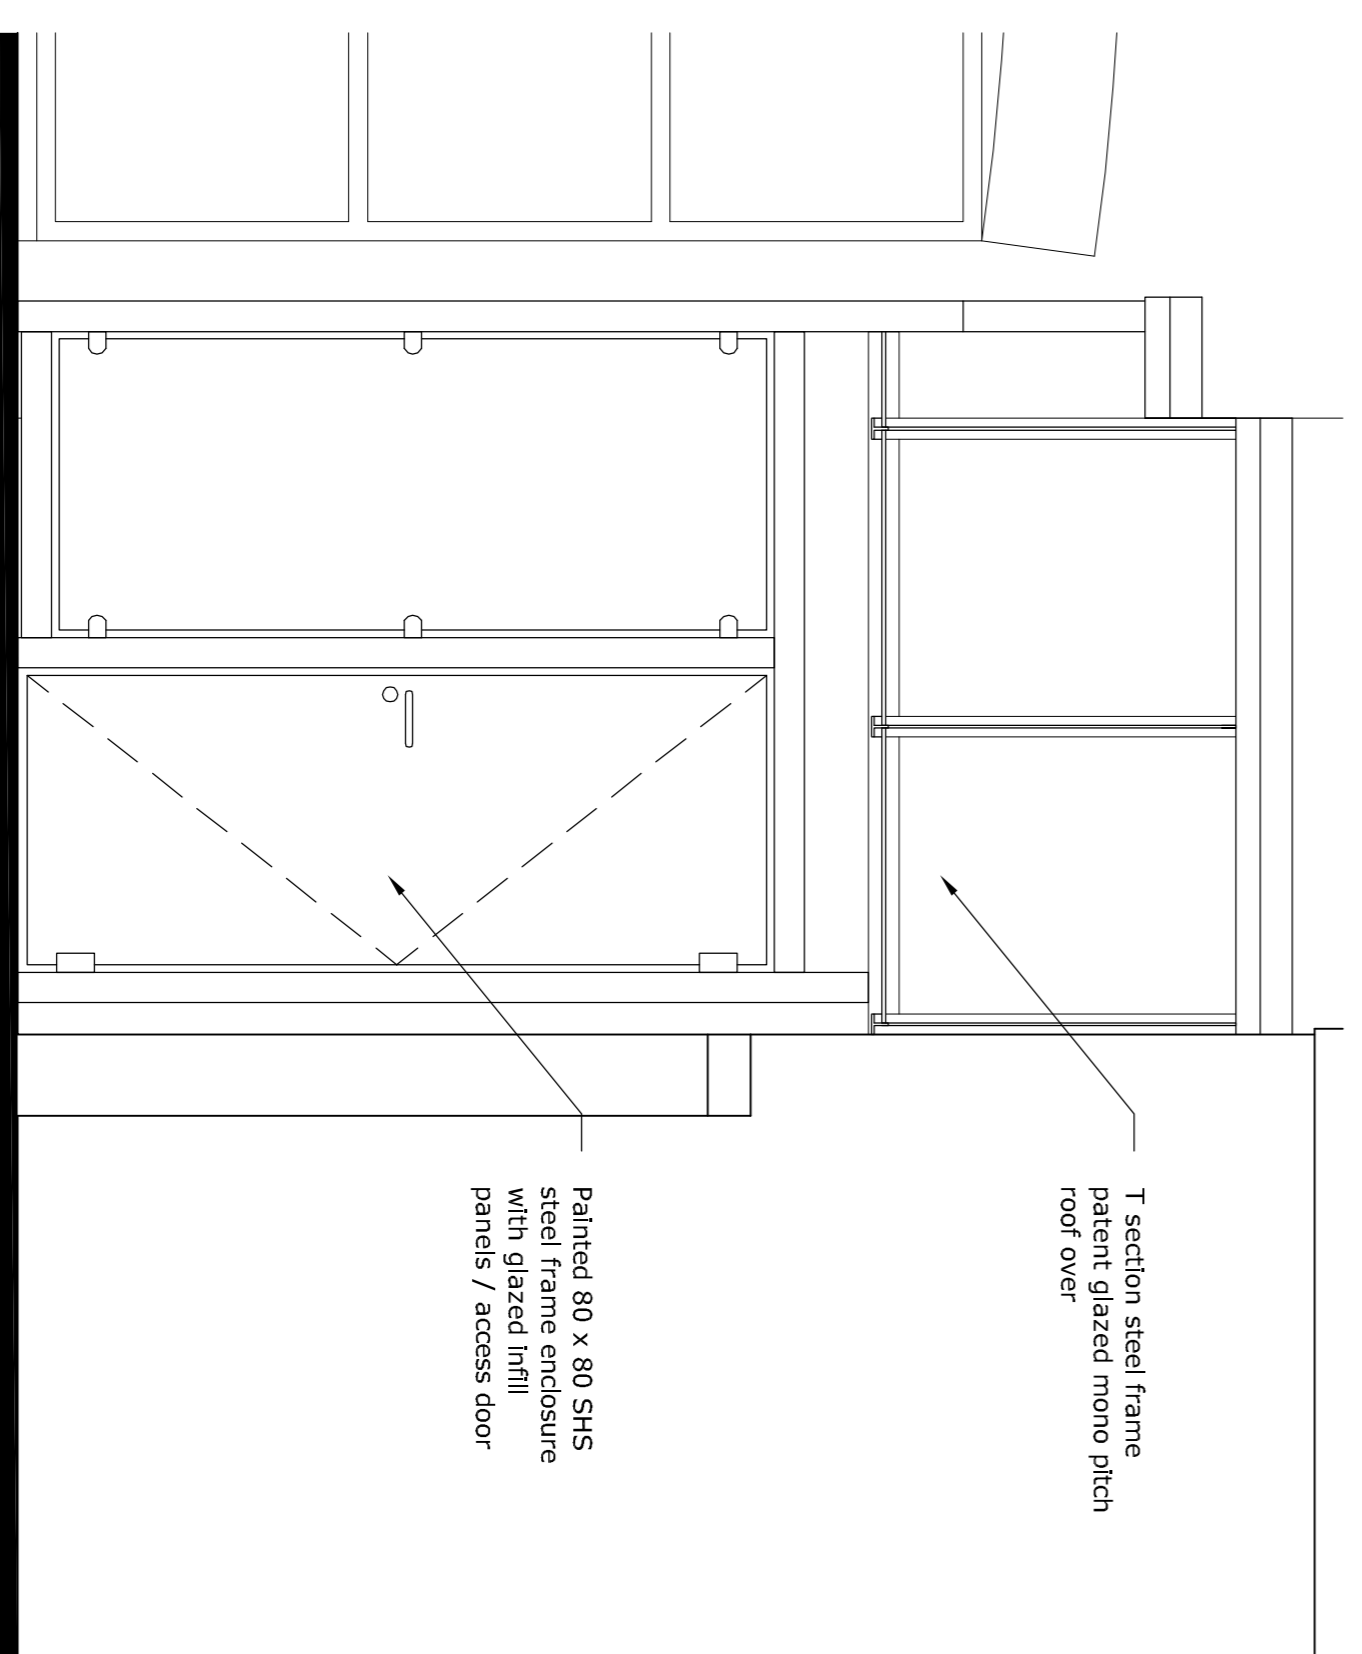 T section steel frame
patent glazed mono pitch
roof over
Painted 80 x 80 SHS
steel frame enclosure
with glazed infill
panels / access door